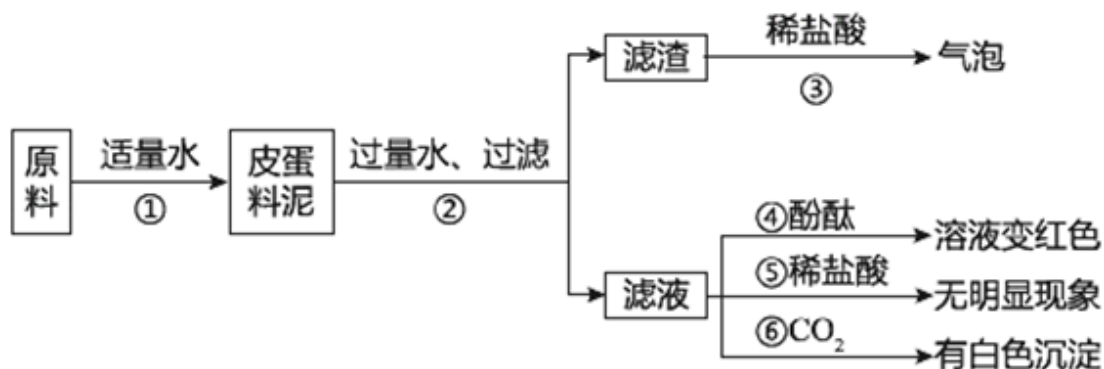 稀盐酸
滤渣
气泡
③
原料
适量水
①
皮蛋料泥
过量水、过滤
②
④酚酞
溶液变红色
滤液
⑤稀盐酸
无明显现象
⑥CO₂
有白色沉淀